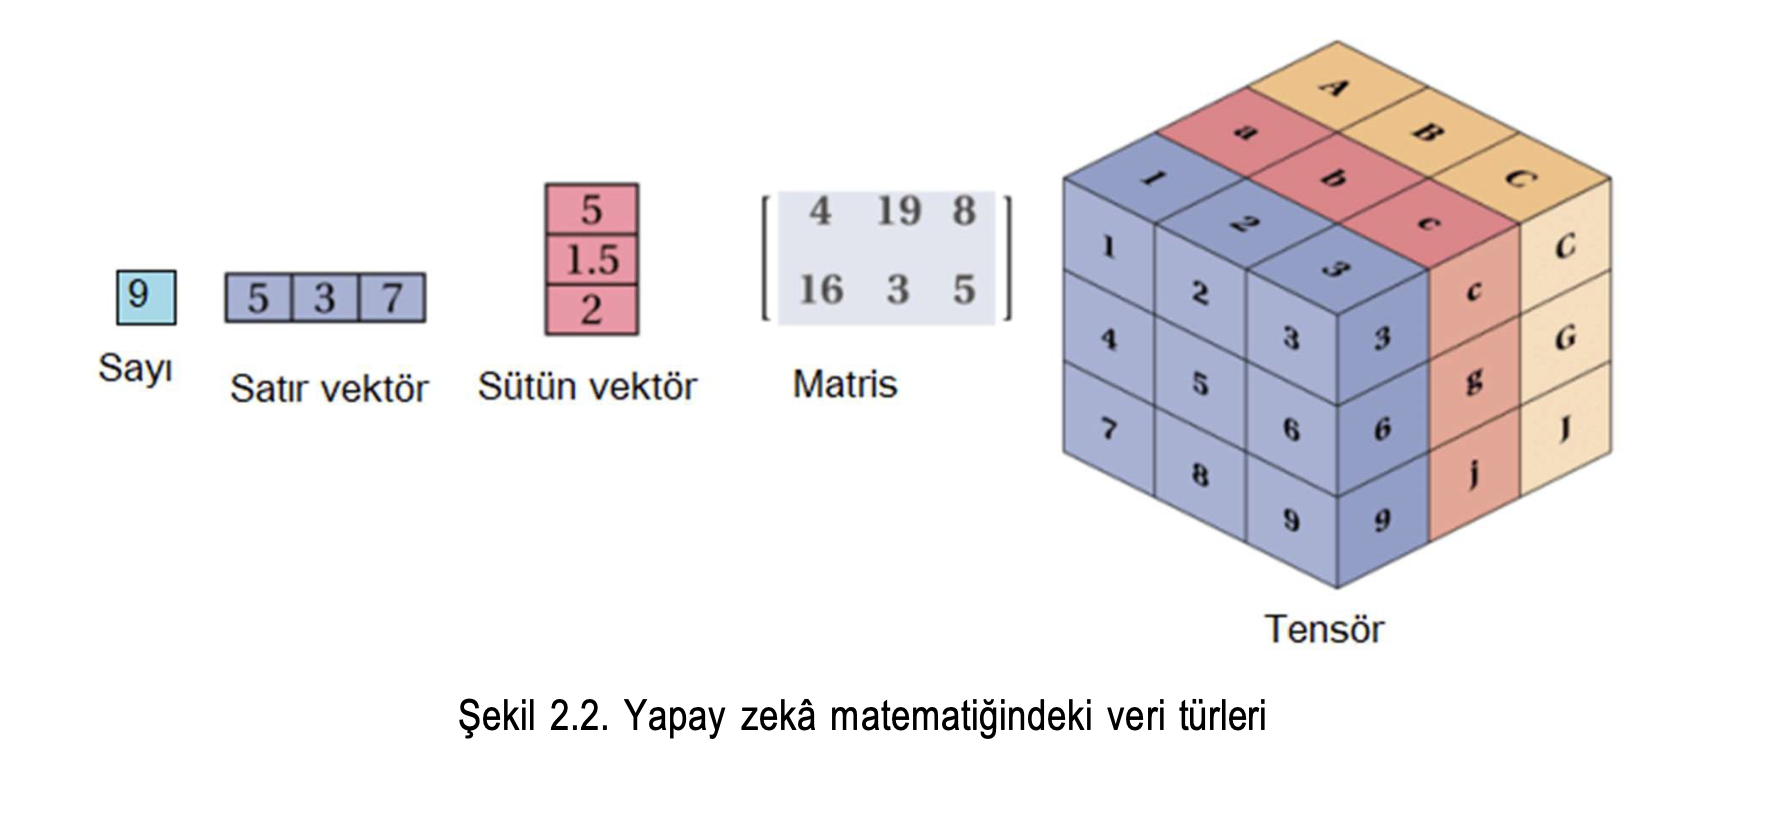 9
Sayı
5 3 7
Satır vektör
5
1.5
2
Sütün vektör
4 19 8
16 3 5
Matris
A
a B
1 b C
2 c
3
1 2 3
4 5 6
7 8 9
3 c C
6 g G
9 j J
Tensör
Şekil 2.2. Yapay zekâ matematiğindeki veri türleri